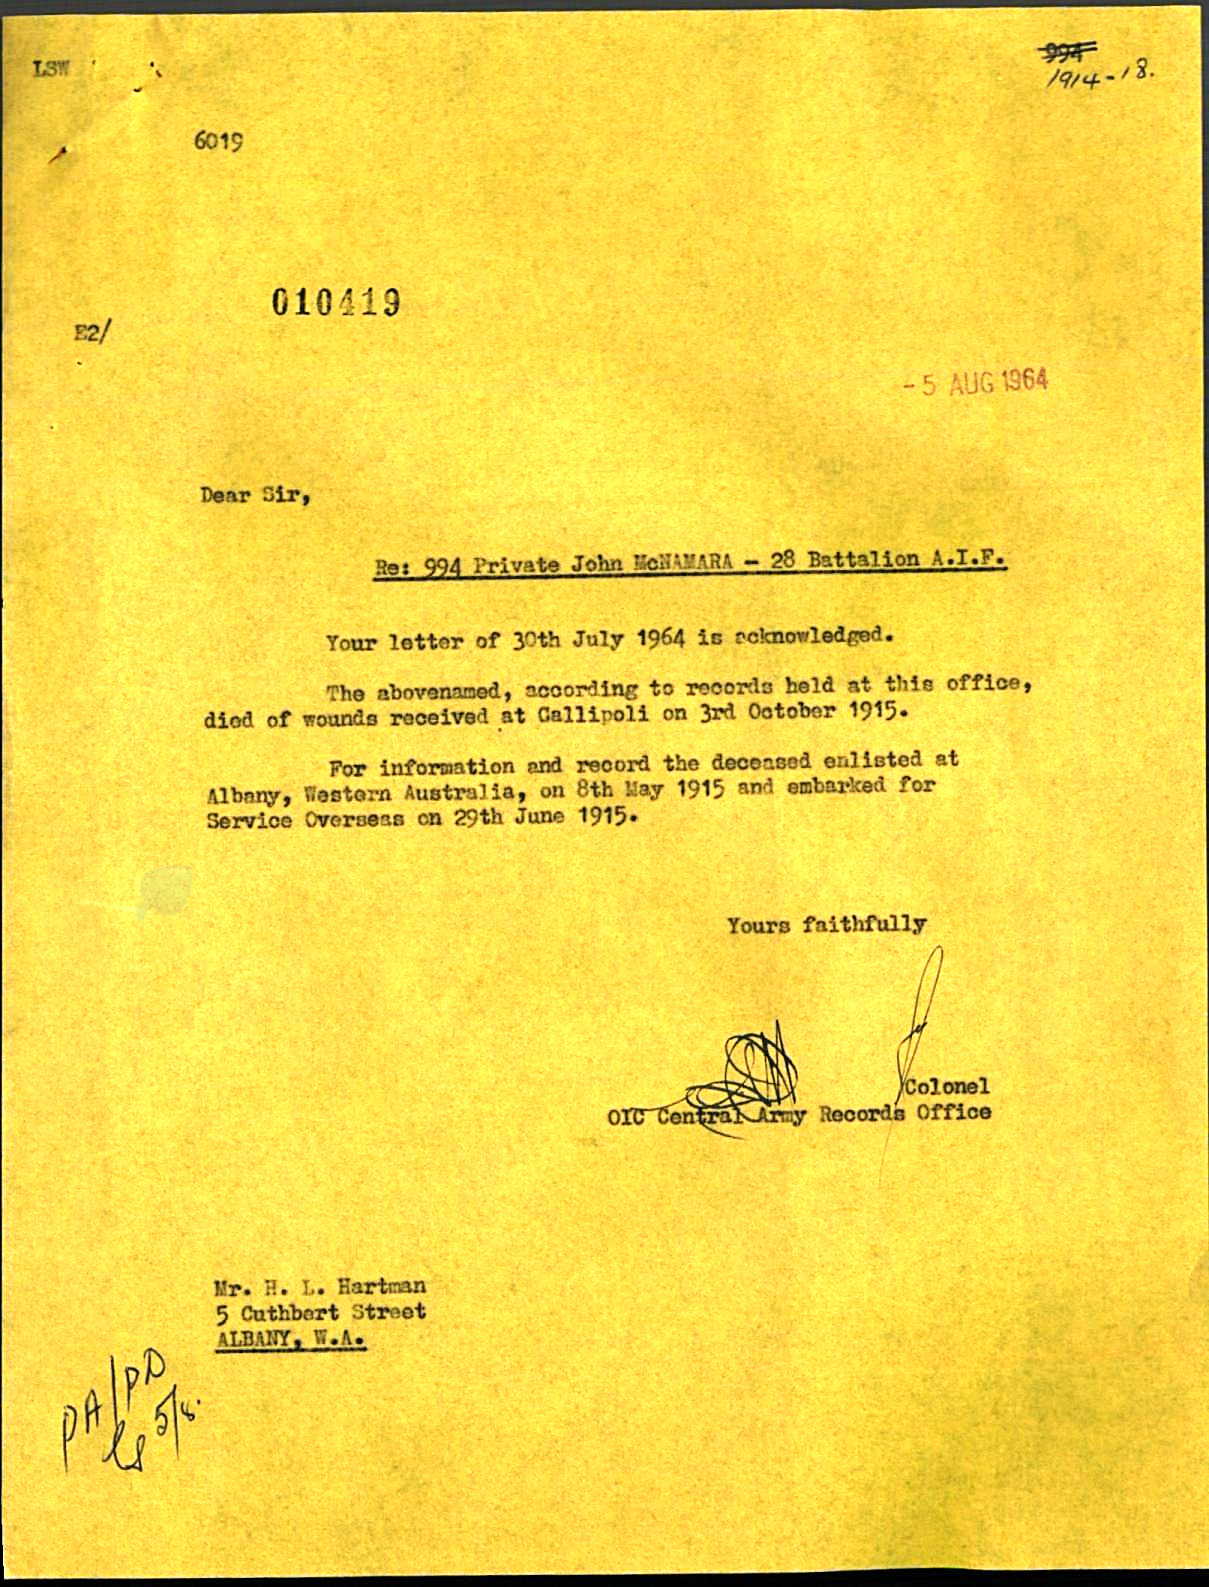 LSW
994
1914-18.
6019
010419
E2/
- 5 AUG 1964
Dear Sir,
Re: 994 Private John McNAMARA - 28 Battalion A.I.F.
Your letter of 30th July 1964 is acknowledged.
The abovenamed, according to records held at this office,
died of wounds received at Gallipoli on 3rd October 1915.
For information and record the deceased enlisted at
Albany, Western Australia, on 8th May 1915 and embarked for
Service Overseas on 29th June 1915.
Yours faithfully
Colonel
OIC Central Army Records Office
Mr. H. L. Hartman
5 Cuthbert Street
ALBANY, W.A.
PA/PD
5/8.